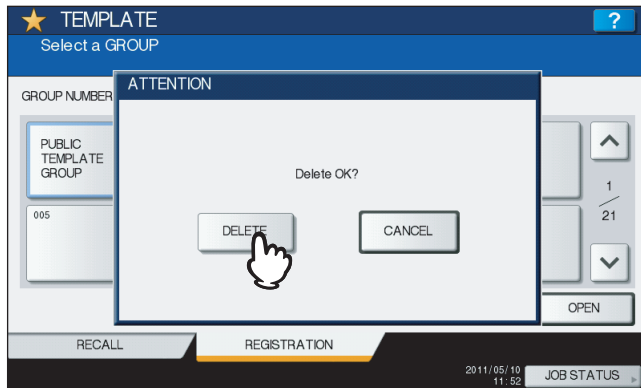 TEMPLATE
?
Select a GROUP
ATTENTION
GROUP NUMBER
PUBLIC
TEMPLATE
GROUP
Delete OK?
1
21
005
DELETE
CANCEL
OPEN
RECALL
REGISTRATION
2011/05/10
11:52
JOB STATUS